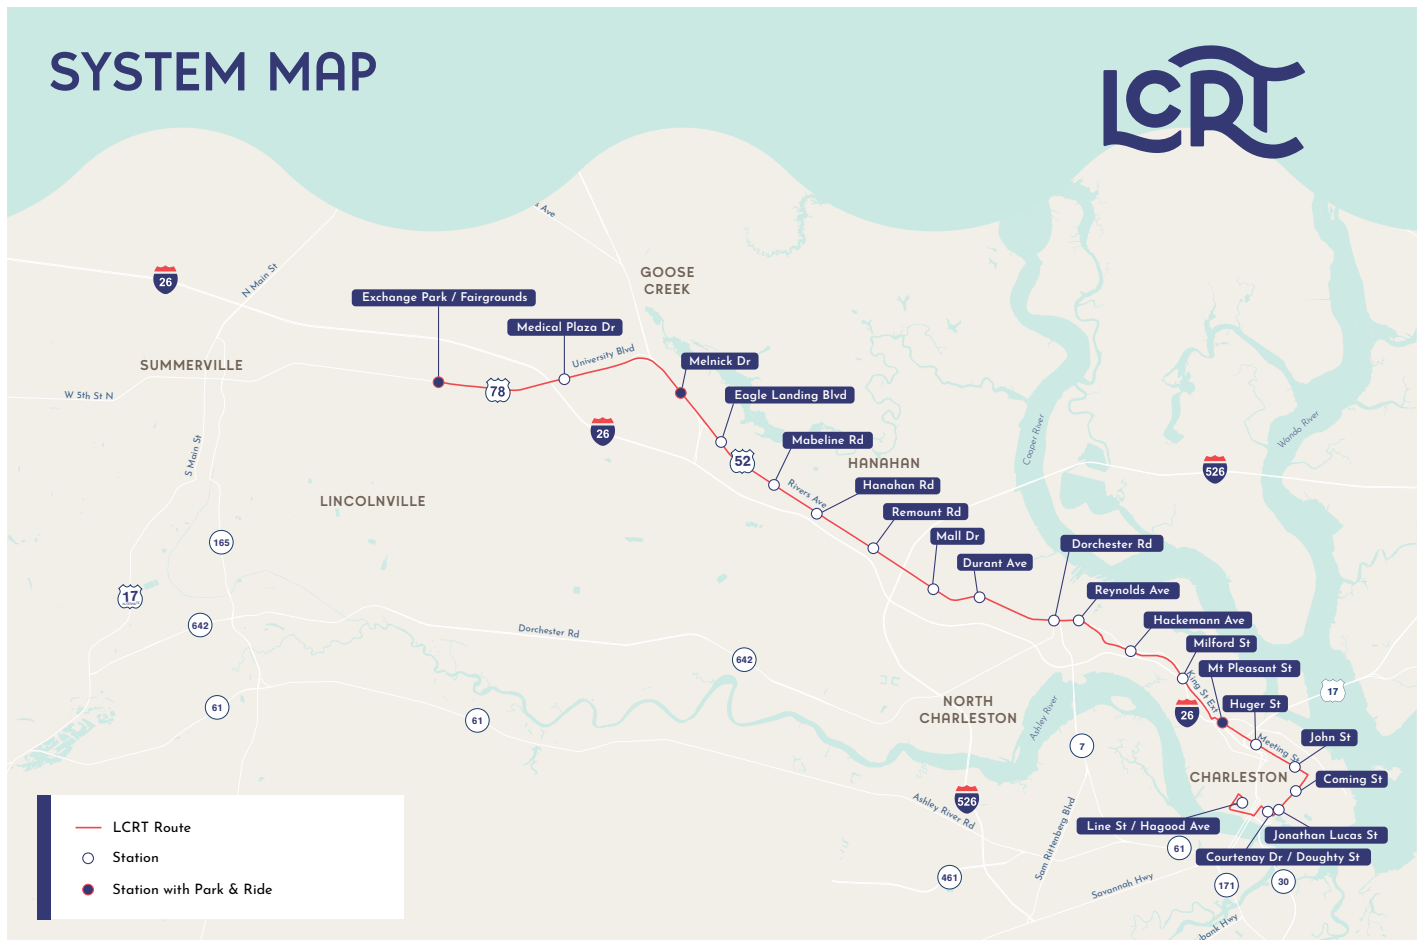 SYSTEM MAP
LCRT
s Ave
GOOSE
CREEK
26
N Main St
Exchange Park / Fairgrounds
Medical Plaza Dr
University Blvd
Melnick Dr
SUMMERVILLE
W 5th St N
78
Eagle Landing Blvd
26
Mabeline Rd
52
HANAHAN
Cooper River
Wando River
526
S Main St
Rivers Ave
Hanahan Rd
LINCOLNVILLE
Remount Rd
Mall Dr
Dorchester Rd
165
Durant Ave
Reynolds Ave
17
642
Dorchester Rd
Hackemann Ave
Milford St
642
Mt Pleasant St
King St Ext
17
61
61
NORTH
CHARLESTON
Ashley River
26
Huger St
7
Meeting St
John St
CHARLESTON
Coming St
526
Ashley River Rd
Sam Rittenberg Blvd
Line St / Hagood Ave
Jonathan Lucas St
61
Courtenay Dr / Doughty St
461
Savannah Hwy
171
30
bank Hwy
LCRT Route
Station
Station with Park & Ride